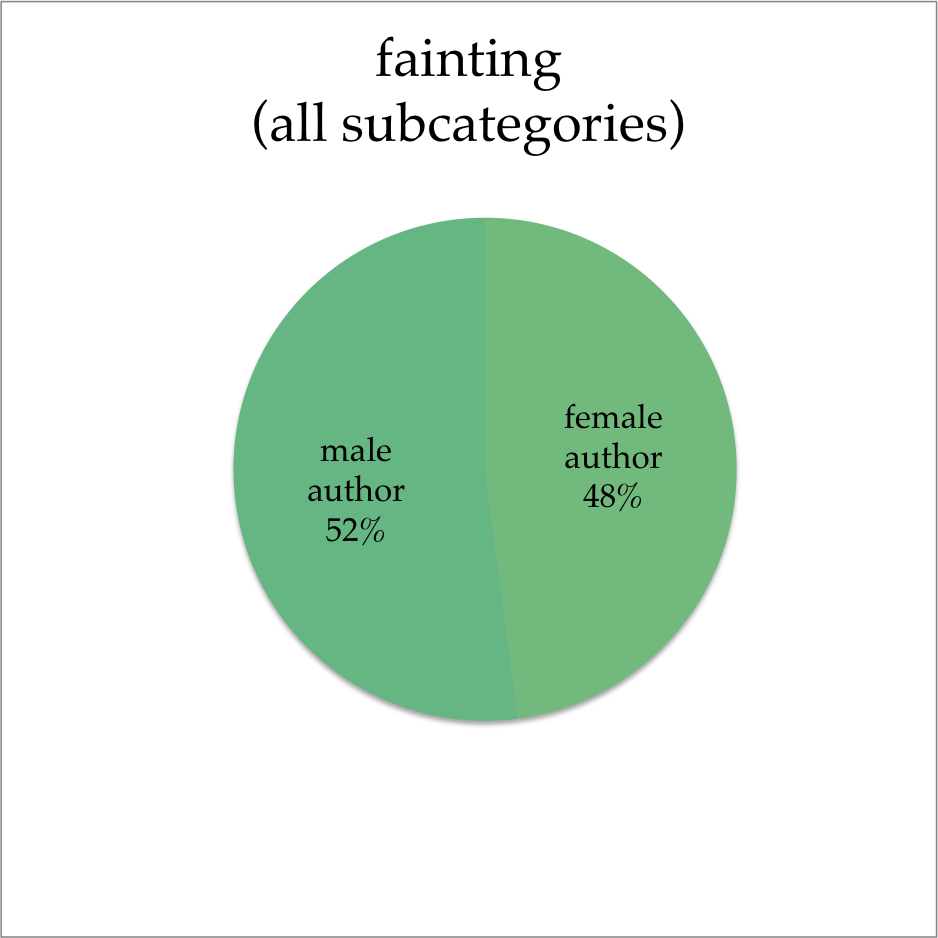 fainting
(all subcategories)
female
author
48%
male
author
52%